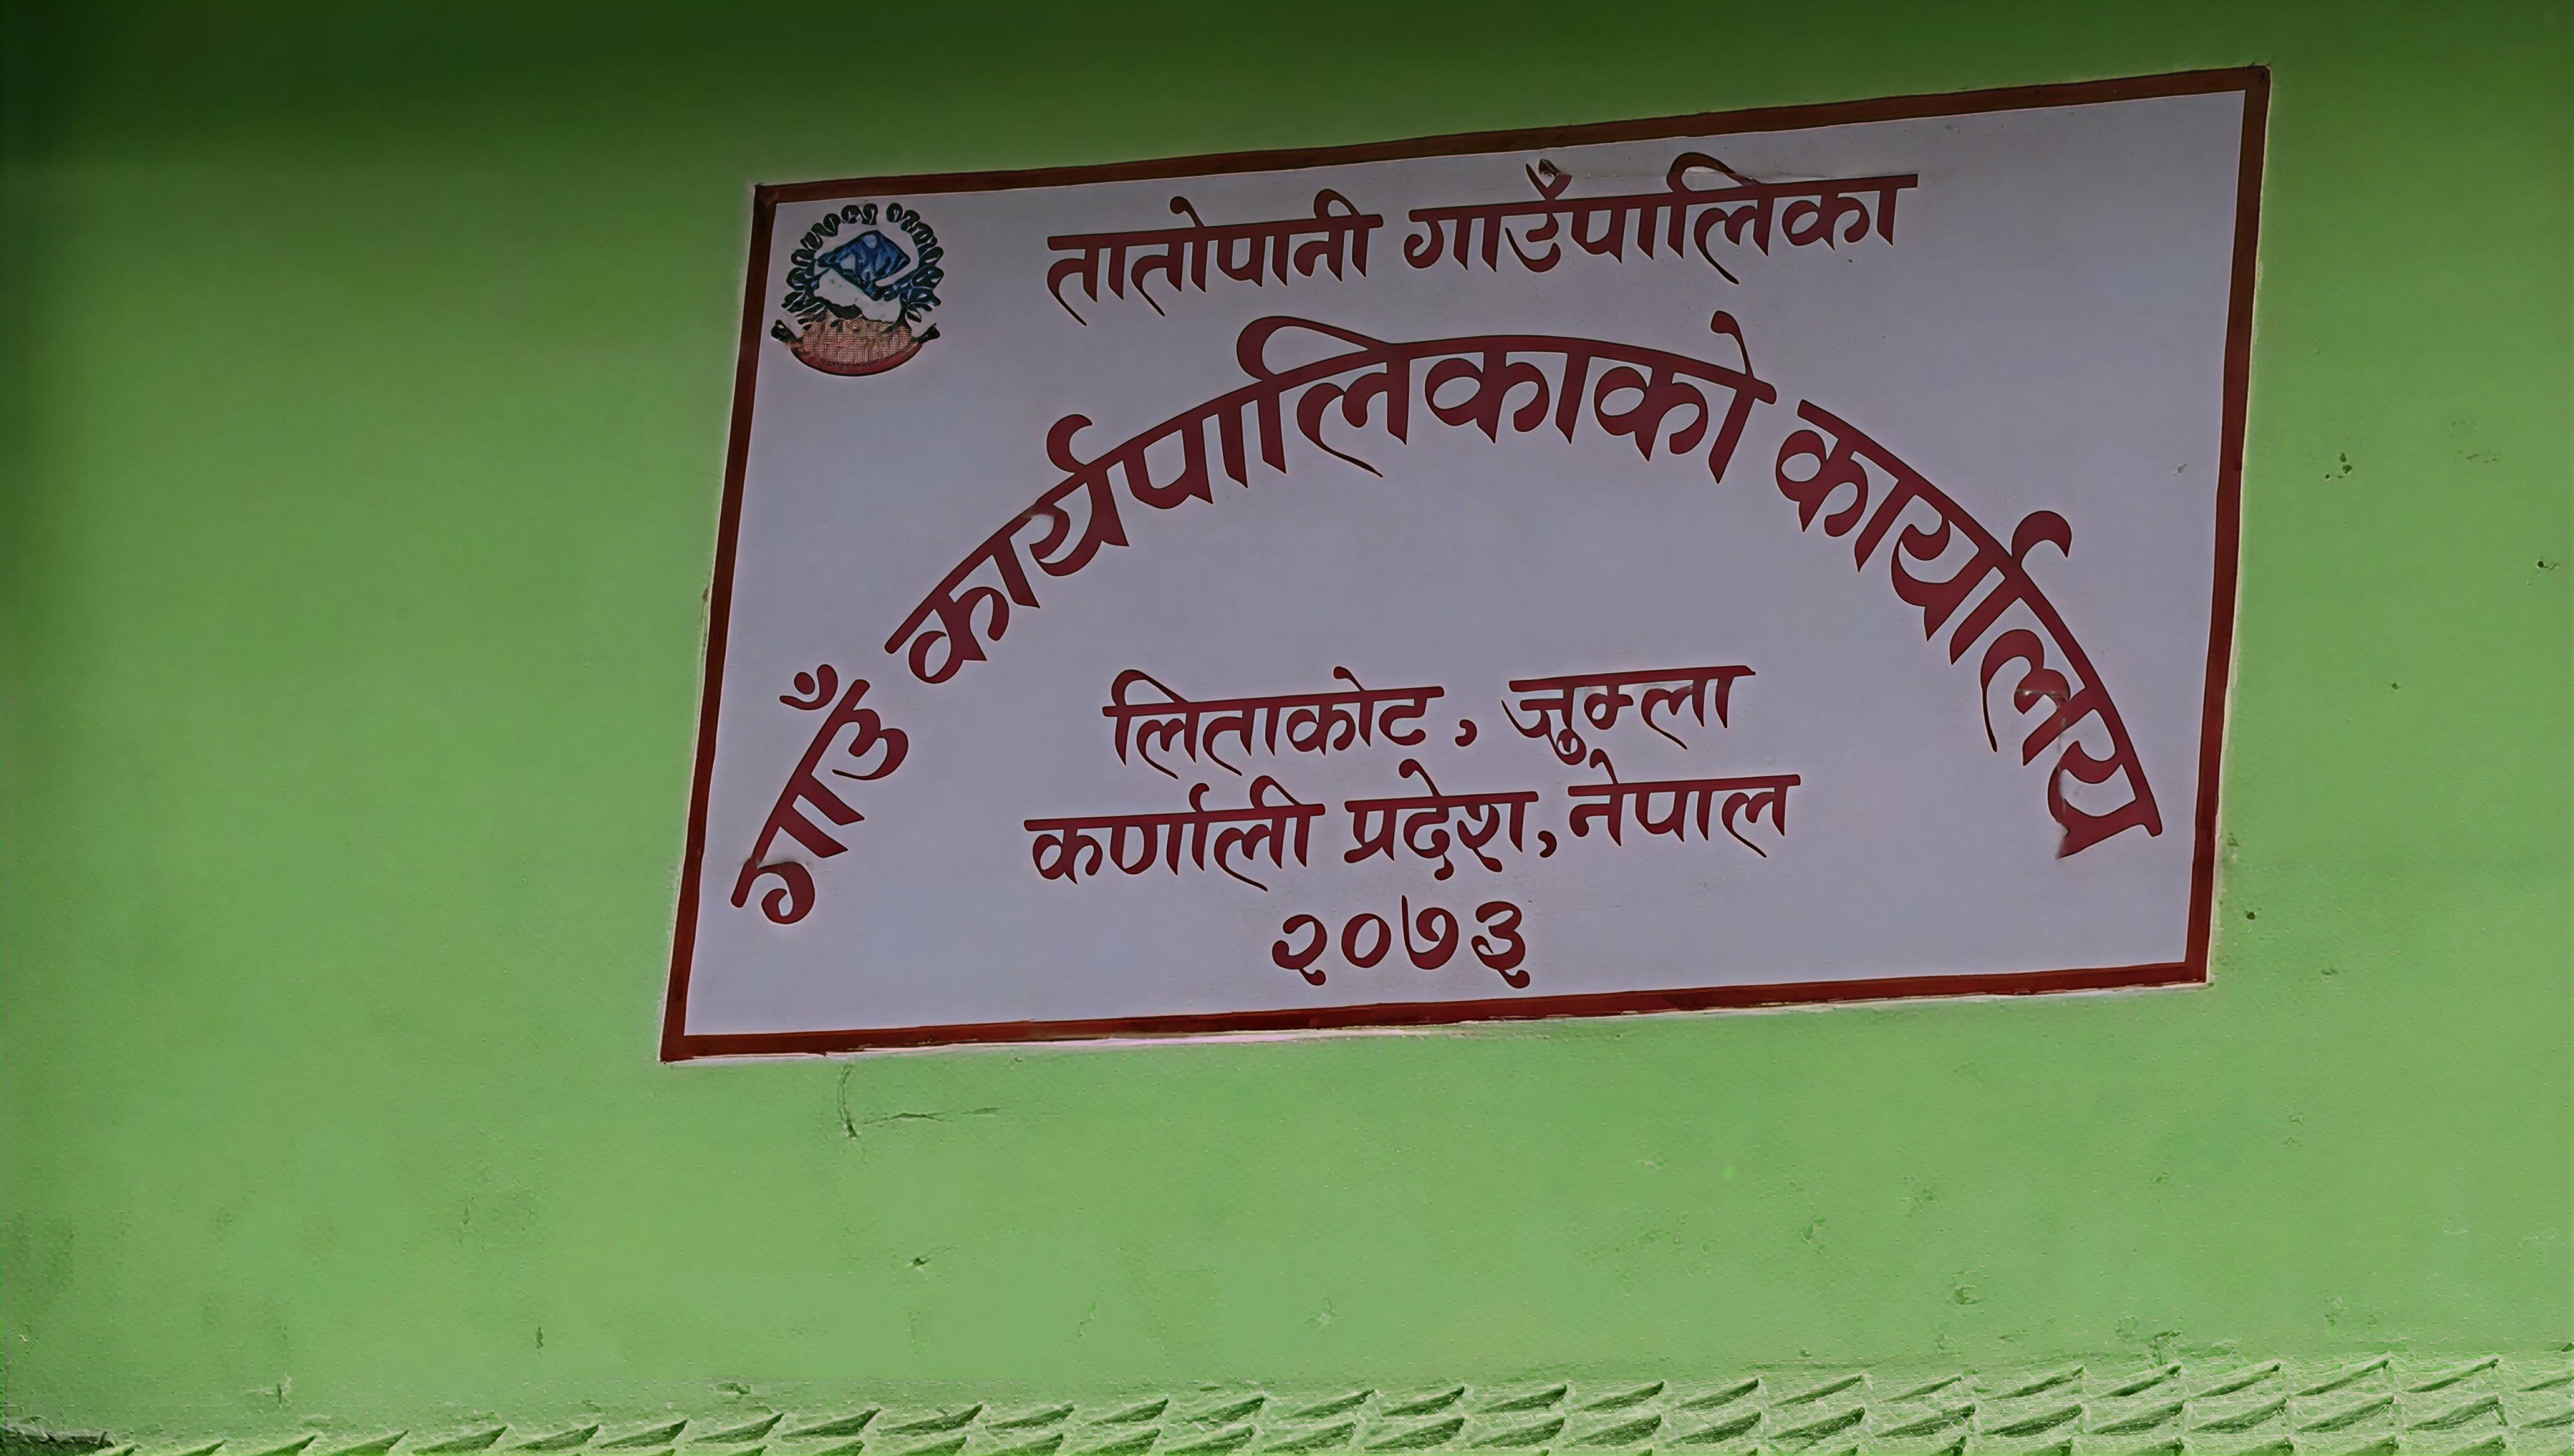 तातोपानी गाउँपालिका
गाउँ कार्यपालिकाको कार्यालय
लिताकोट, जुम्ला
कर्णाली प्रदेश, नेपाल
२०७३